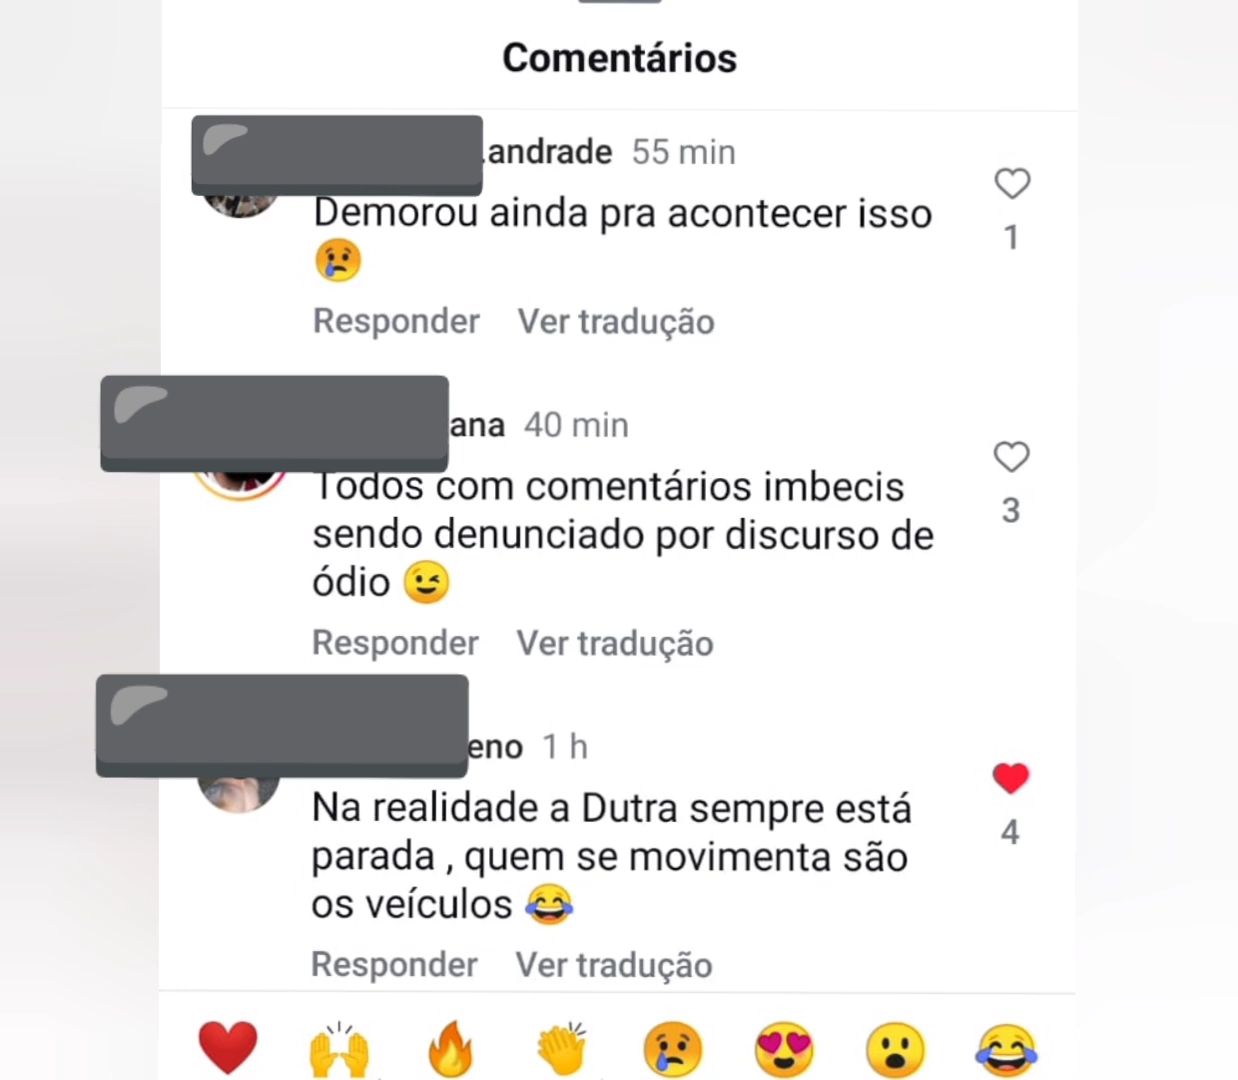 Comentários
.andrade 55 min
Demorou ainda pra acontecer isso
😢
1
Responder Ver tradução
ana 40 min
Todos com comentários imbecis
sendo denunciado por discurso de
ódio 😉
3
Responder Ver tradução
eno 1 h
Na realidade a Dutra sempre está
parada , quem se movimenta são
os veículos 😂
4
Responder Ver tradução